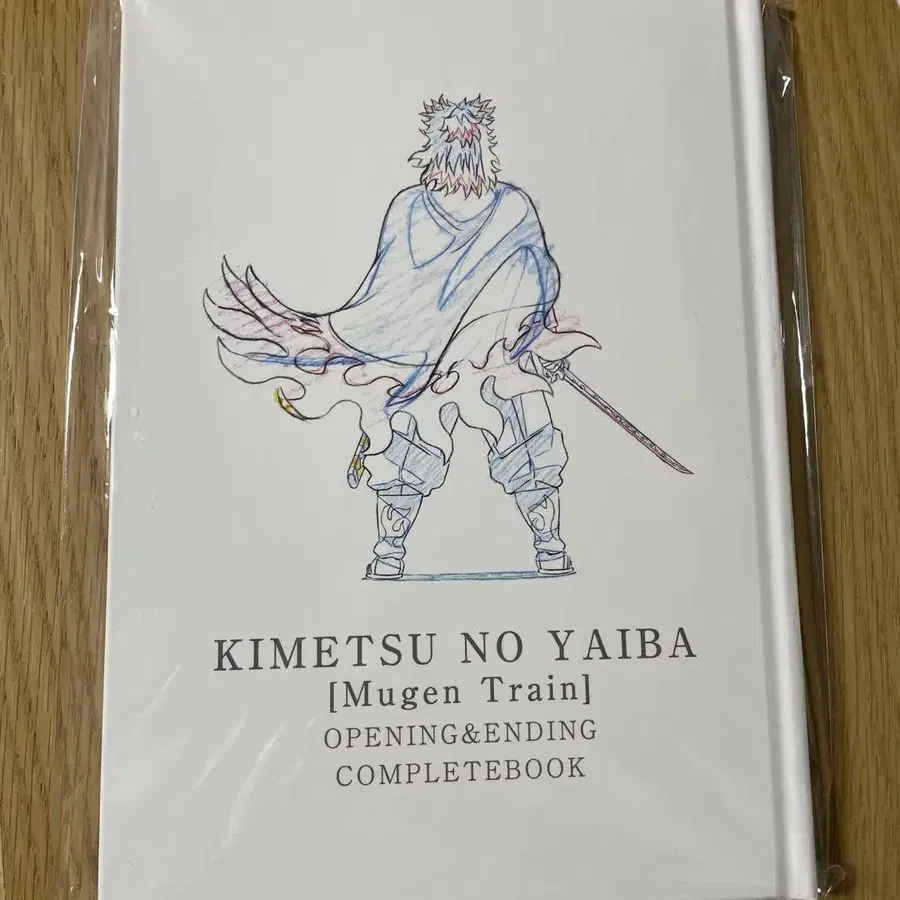 KIMETSU NO YAIBA
[Mugen Train]
OPENING&ENDING
COMPLETEBOOK